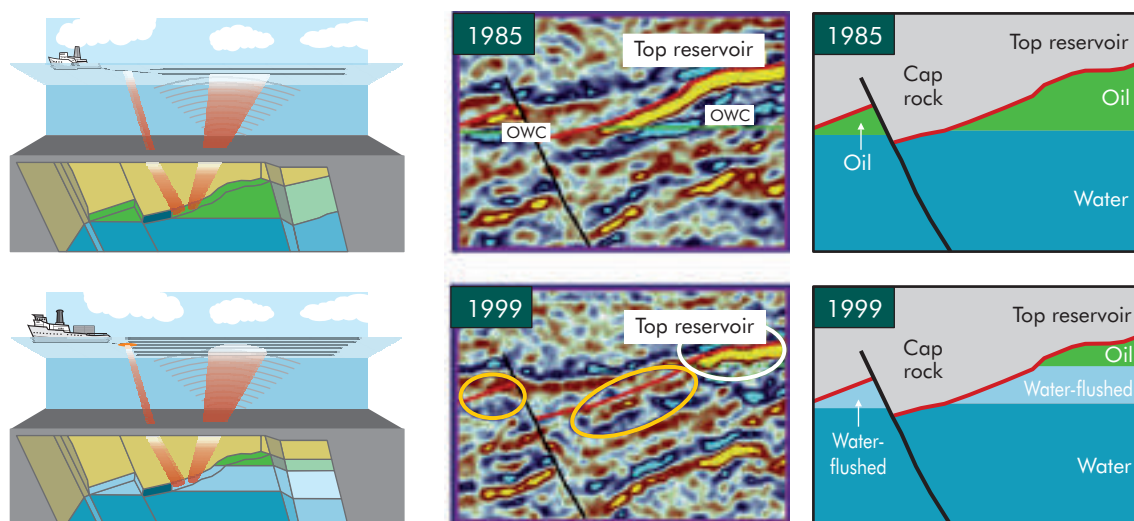 1985
Top reservoir
OWC
OWC
1985
Top reservoir
Cap
rock
Oil
Oil
Water
1999
Top reservoir
1999
Top reservoir
Cap
rock
Oil
Water-flushed
Water-
flushed
Water